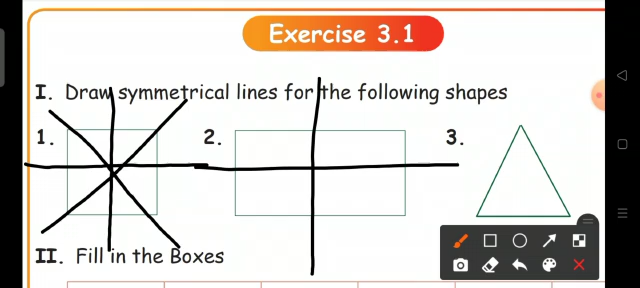 Exercise 3.1
I. Draw symmetrical lines for the following shapes
1. 2. 3.
II. Fill in the Boxes